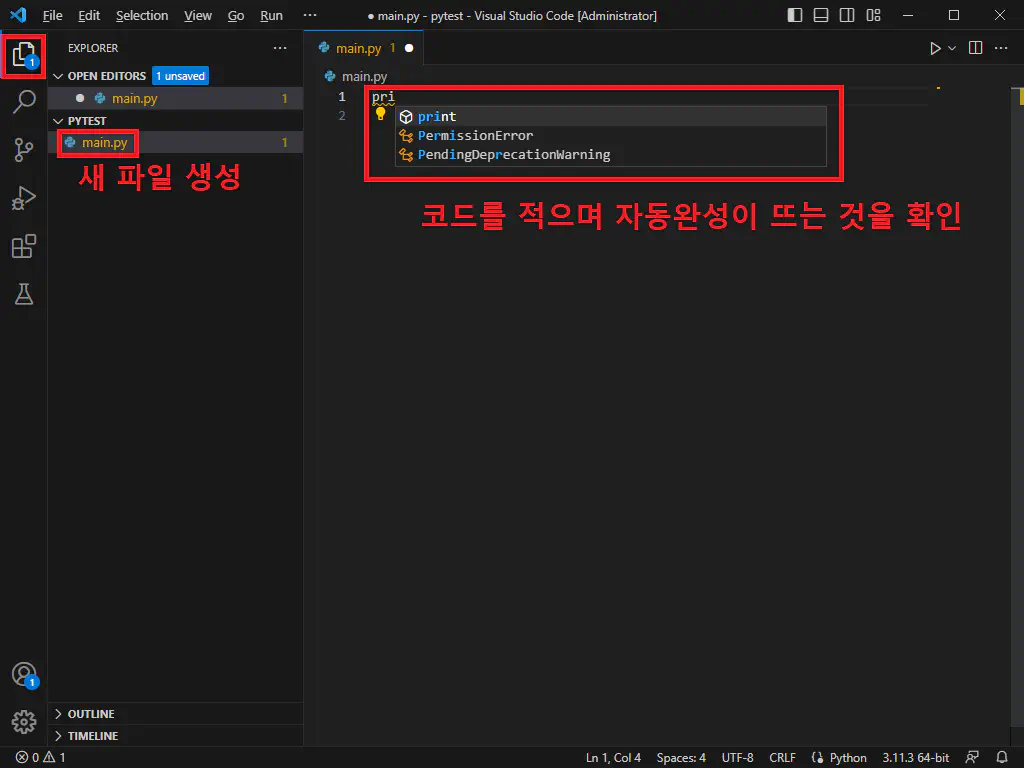 File Edit Selection View Go Run ··· ● main.py - pytest - Visual Studio Code [Administrator]
1
EXPLORER ···
OPEN EDITORS 1 unsaved
● main.py 1
PYTEST
main.py 1
새 파일 생성
OUTLINE
TIMELINE
1
main.py 1 ●
···
main.py
1 pri
2
print
PermissionError
PendingDeprecationWarning
코드를 적으며 자동완성이 뜨는 것을 확인
0 1 Ln 1, Col 4 Spaces: 4 UTF-8 CRLF Python 3.11.3 64-bit